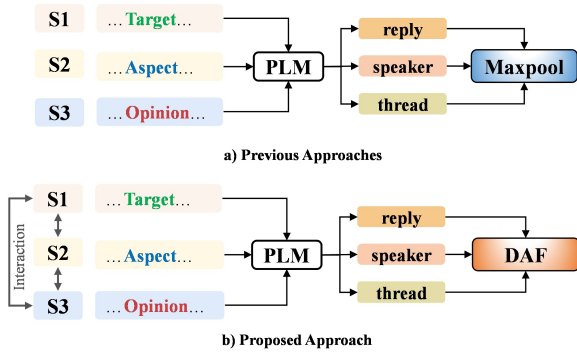 S1 ...Target... reply
S2 ...Aspect... PLM speaker Maxpool
S3 ...Opinion... thread
a) Previous Approaches
S1 ...Target... reply
Interaction S2 ...Aspect... PLM speaker DAF
S3 ...Opinion... thread
b) Proposed Approach